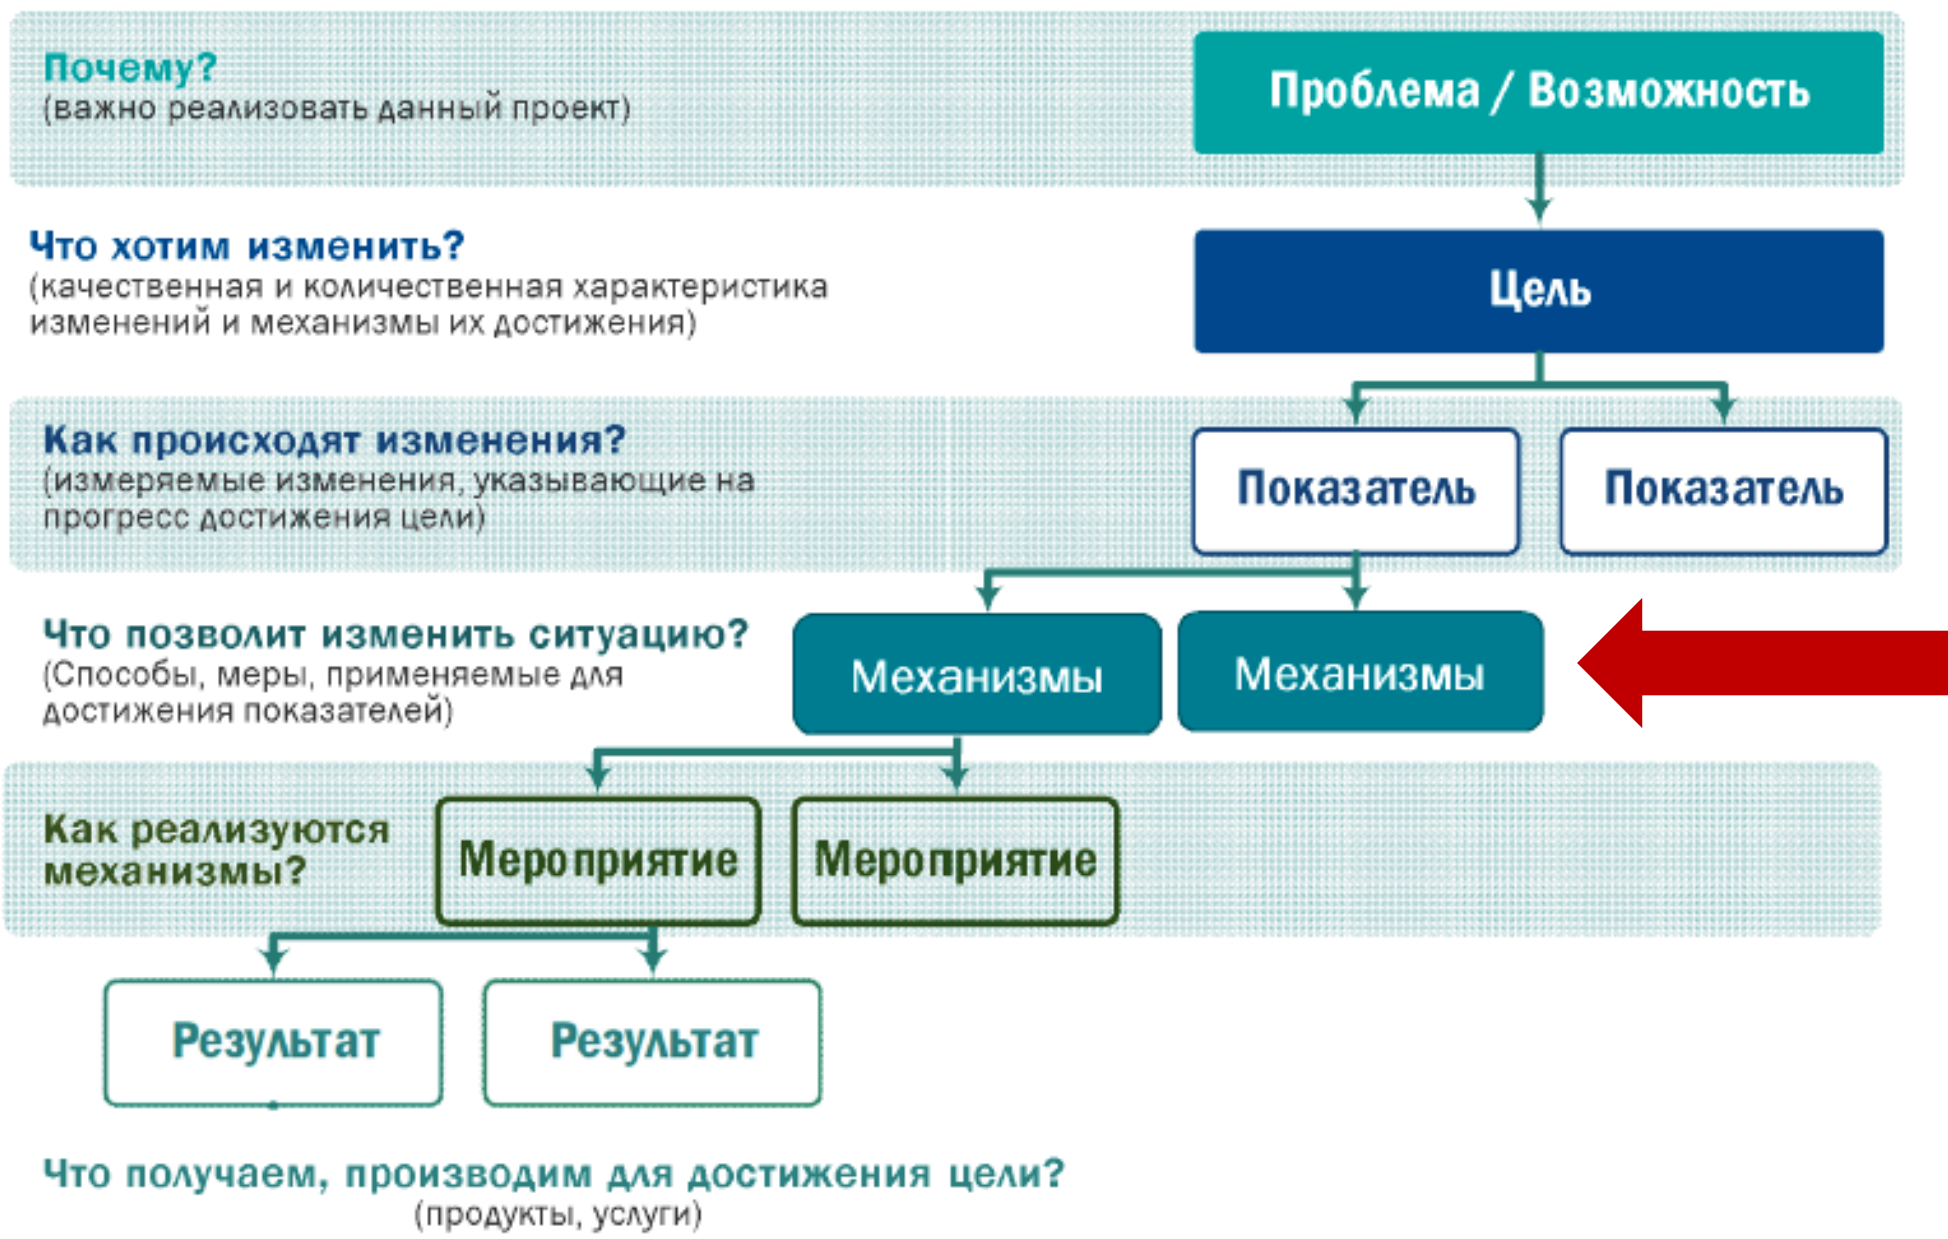 Почему?
(важно реализовать данный проект)
Проблема / Возможность
Что хотим изменить?
(качественная и количественная характеристика
изменений и механизмы их достижения)
Цель
Как происходят изменения?
(измеряемые изменения, указывающие на
прогресс достижения цели)
Показатель
Показатель
Что позволит изменить ситуацию?
(Способы, меры, применяемые для
достижения показателей)
Механизмы
Механизмы
Как реализуются
механизмы?
Мероприятие
Мероприятие
Результат
Результат
Что получаем, производим для достижения цели?
(продукты, услуги)